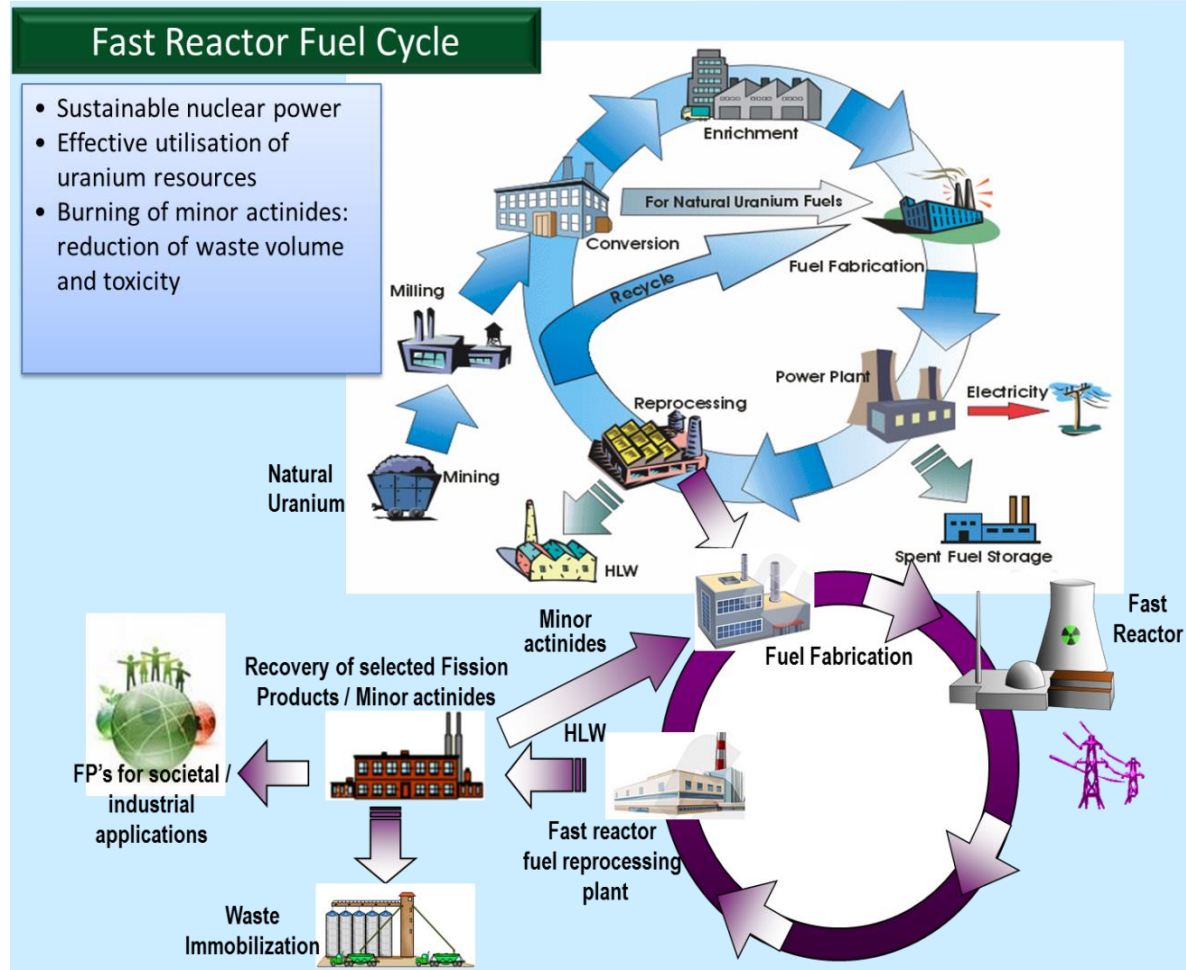 Fast Reactor Fuel Cycle
• Sustainable nuclear power
• Effective utilisation of
uranium resources
• Burning of minor actinides:
reduction of waste volume
and toxicity
Enrichment
For Natural Uranium Fuels
Conversion
Fuel Fabrication
Recycle
Milling
Power Plant
Electricity
Reprocessing
Natural
Uranium
Mining
HLW
Spent Fuel Storage
Minor
actinides
Fuel Fabrication
Fast
Reactor
Recovery of selected Fission
Products / Minor actinides
HLW
FP's for societal /
industrial
applications
Fast reactor
fuel reprocessing
plant
Waste
Immobilization